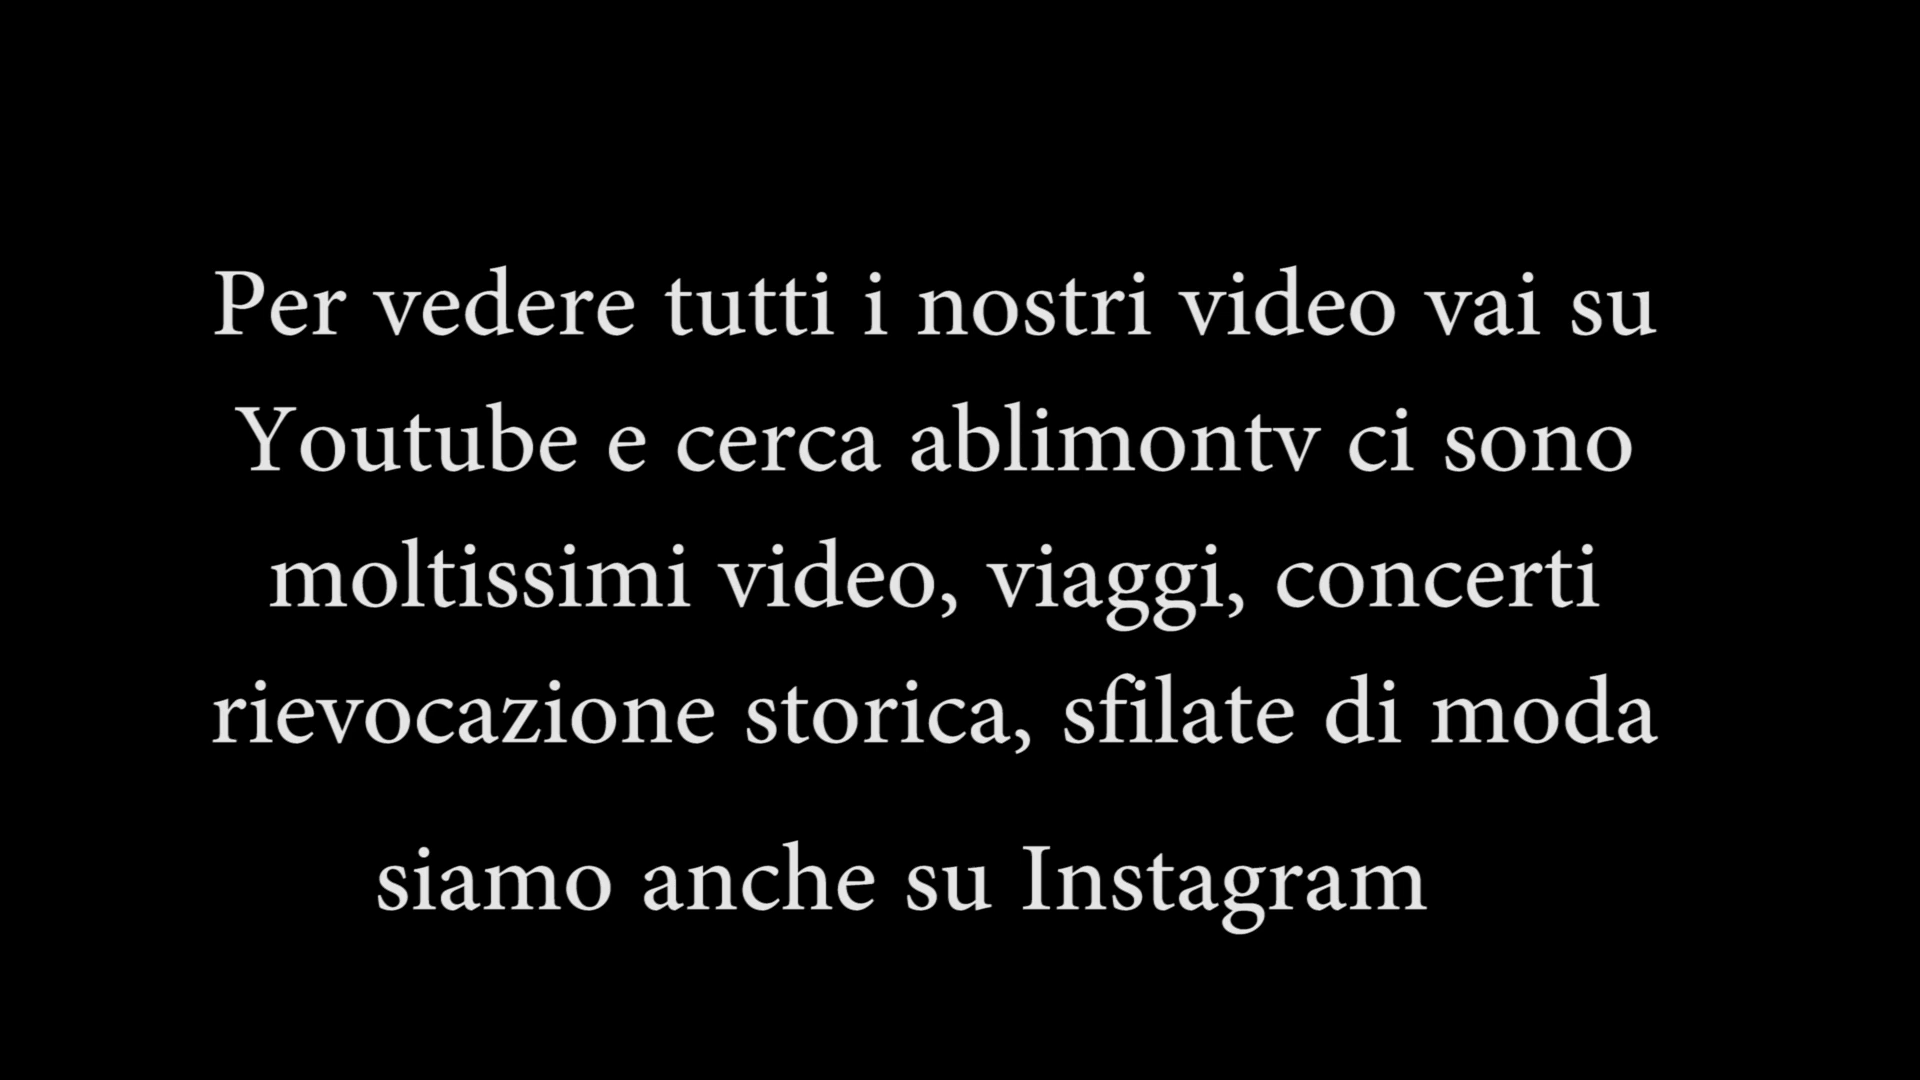 Per vedere tutti i nostri video vai su
Youtube e cerca ablimontv ci sono
moltissimi video, viaggi, concerti
rievocazione storica, sfilate di moda
siamo anche su Instagram